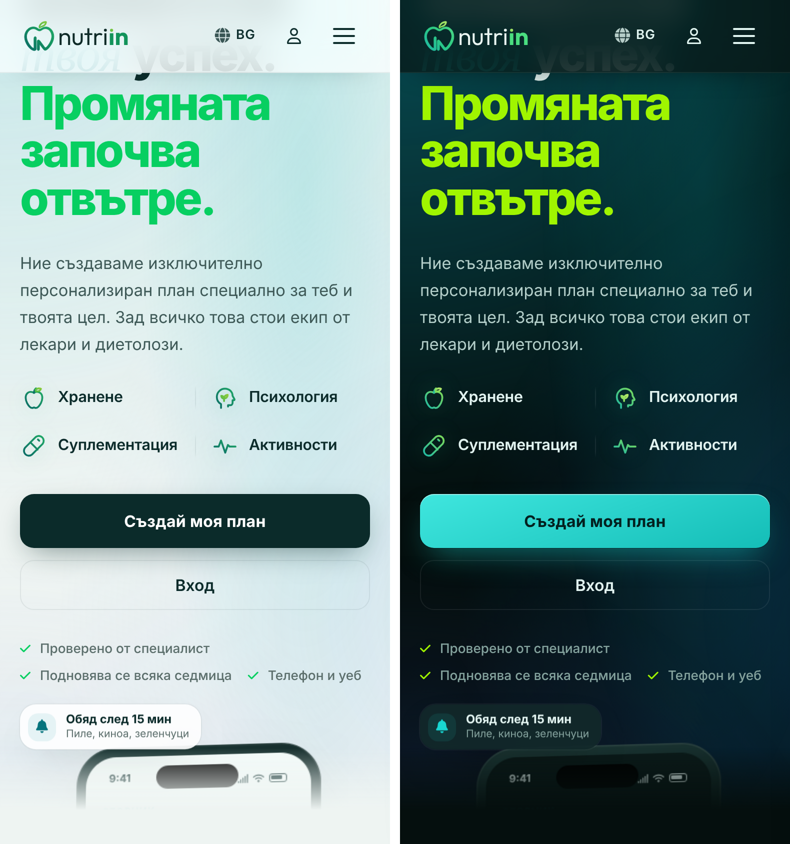 nutriin
BG
твоя успех.
Промяната
започва
отвътре.
Ние създаваме изключително
персонализиран план специално за теб и
твоята цел. Зад всичко това стои екип от
лекари и диетолози.
Хранене
Психология
Суплементация
Активности
Създай моя план
Вход
Проверено от специалист
Подновява се всяка седмица
Телефон и уеб
Обяд след 15 мин
Пиле, киноа, зеленчуци
9:41
nutriin
BG
твоя успех.
Промяната
започва
отвътре.
Ние създаваме изключително
персонализиран план специално за теб и
твоята цел. Зад всичко това стои екип от
лекари и диетолози.
Хранене
Психология
Суплементация
Активности
Създай моя план
Вход
Проверено от специалист
Подновява се всяка седмица
Телефон и уеб
Обяд след 15 мин
Пиле, киноа, зеленчуци
9:41